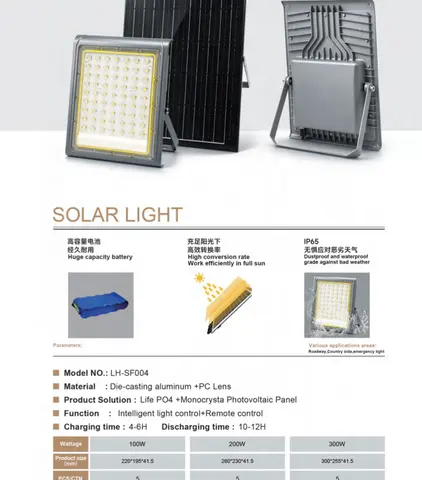 SOLAR LIGHT
高容量电池
经久耐用
Huge capacity battery
充足阳光下
高效转换率
High conversion rate
Work efficiently in full sun
IP65
无惧应对恶劣天气
Dustproof and waterproof
grade against bad weather
Parameters:
Various applications areas:
Roadway,Country side,emergency light
Model NO.: LH-SF004
Material : Die-casting aluminum +PC Lens
Product Solution : Life PO4 +Monocrysta Photovoltaic Panel
Function : Intelligent light control+Remote control
Charging time : 4-6H Discharging time : 10-12H
Wattage 100W 200W 300W
Product size
(mm) 220*195*41.5 260*230*41.5 300*255*41.5
PCS/CTN 5 5 5